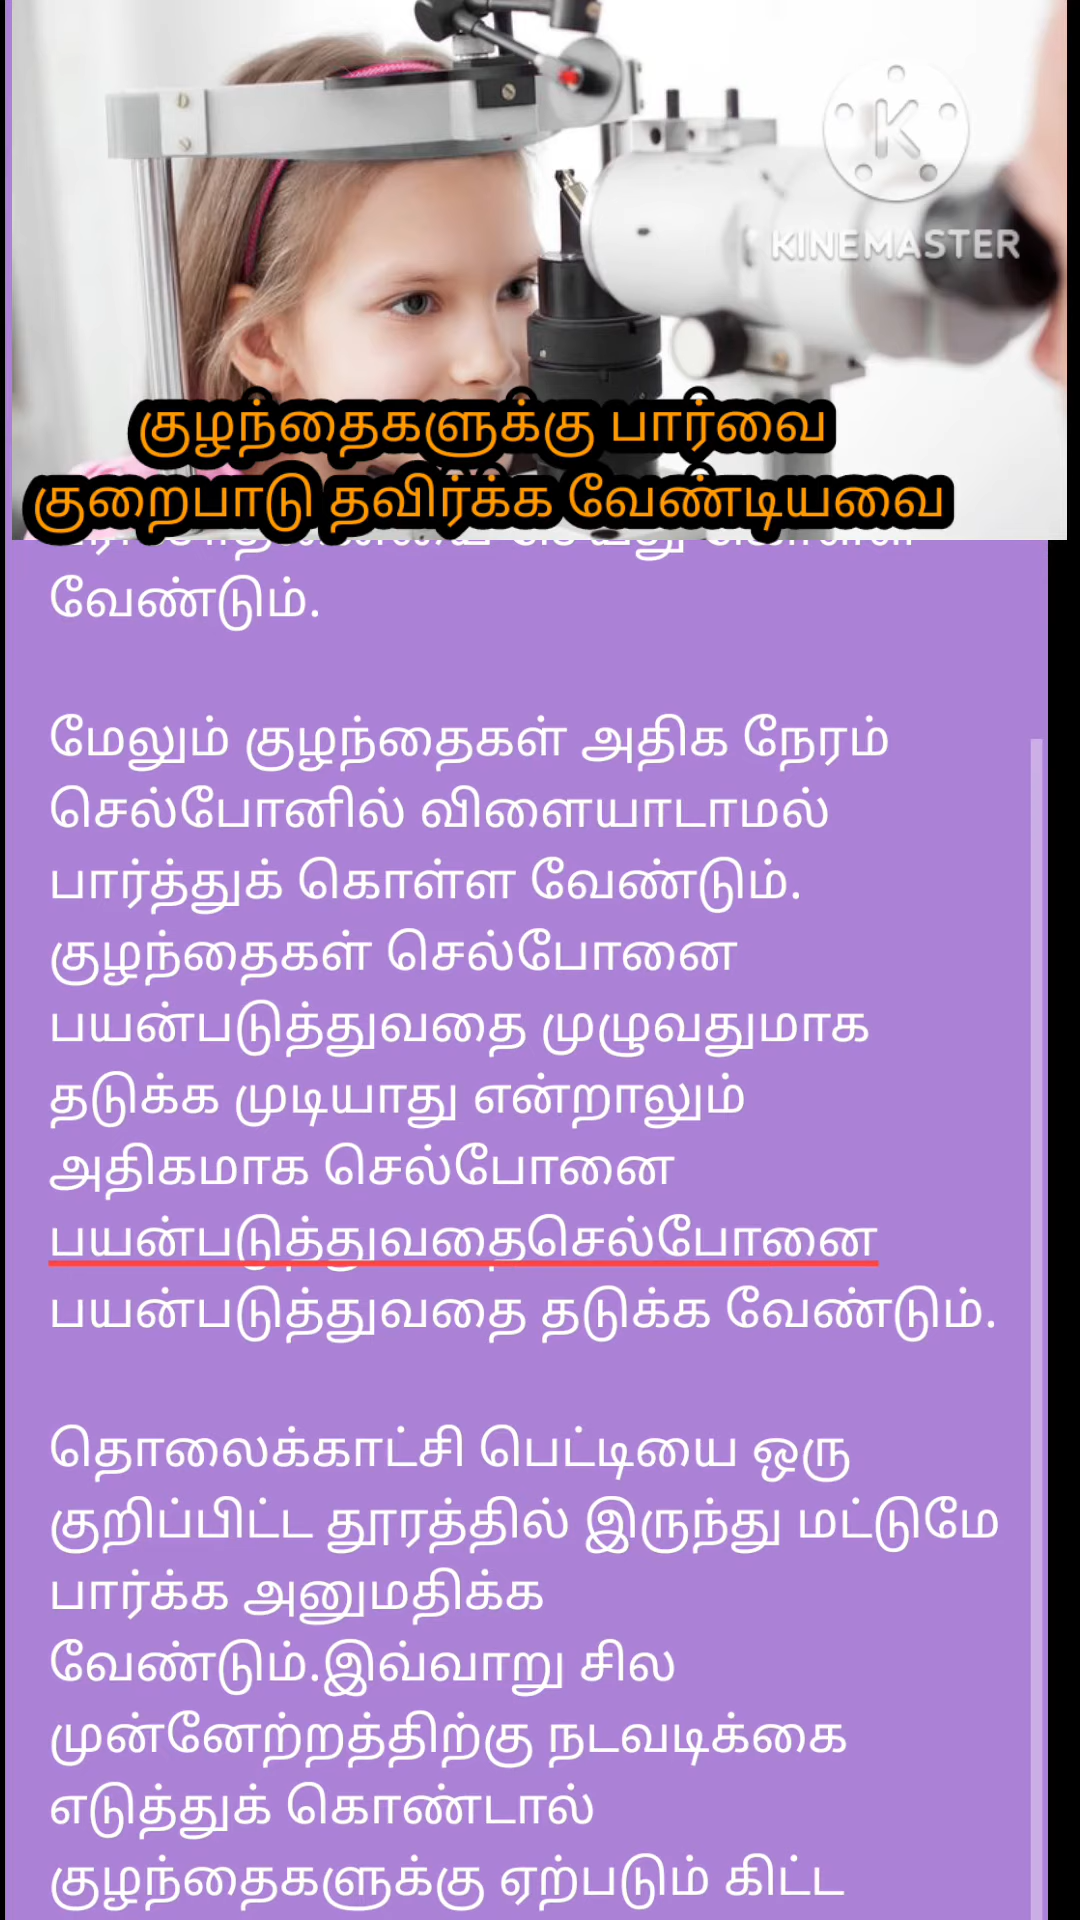 K
KINEMASTER
குழந்தைகளுக்கு பார்வை
குறைபாடு தவிர்க்க வேண்டியவை
வேண்டும்.
மேலும் குழந்தைகள் அதிக நேரம்
செல்போனில் விளையாடாமல்
பார்த்துக் கொள்ள வேண்டும்.
குழந்தைகள் செல்போனை
பயன்படுத்துவதை முழுவதுமாக
தடுக்க முடியாது என்றாலும்
அதிகமாக செல்போனை
பயன்படுத்துவதைசெல்போனை
பயன்படுத்துவதை தடுக்க வேண்டும்.
தொலைக்காட்சி பெட்டியை ஒரு
குறிப்பிட்ட தூரத்தில் இருந்து மட்டுமே
பார்க்க அனுமதிக்க
வேண்டும்.இவ்வாறு சில
முன்னேற்றத்திற்கு நடவடிக்கை
எடுத்துக் கொண்டால்
குழந்தைகளுக்கு ஏற்படும் கிட்ட